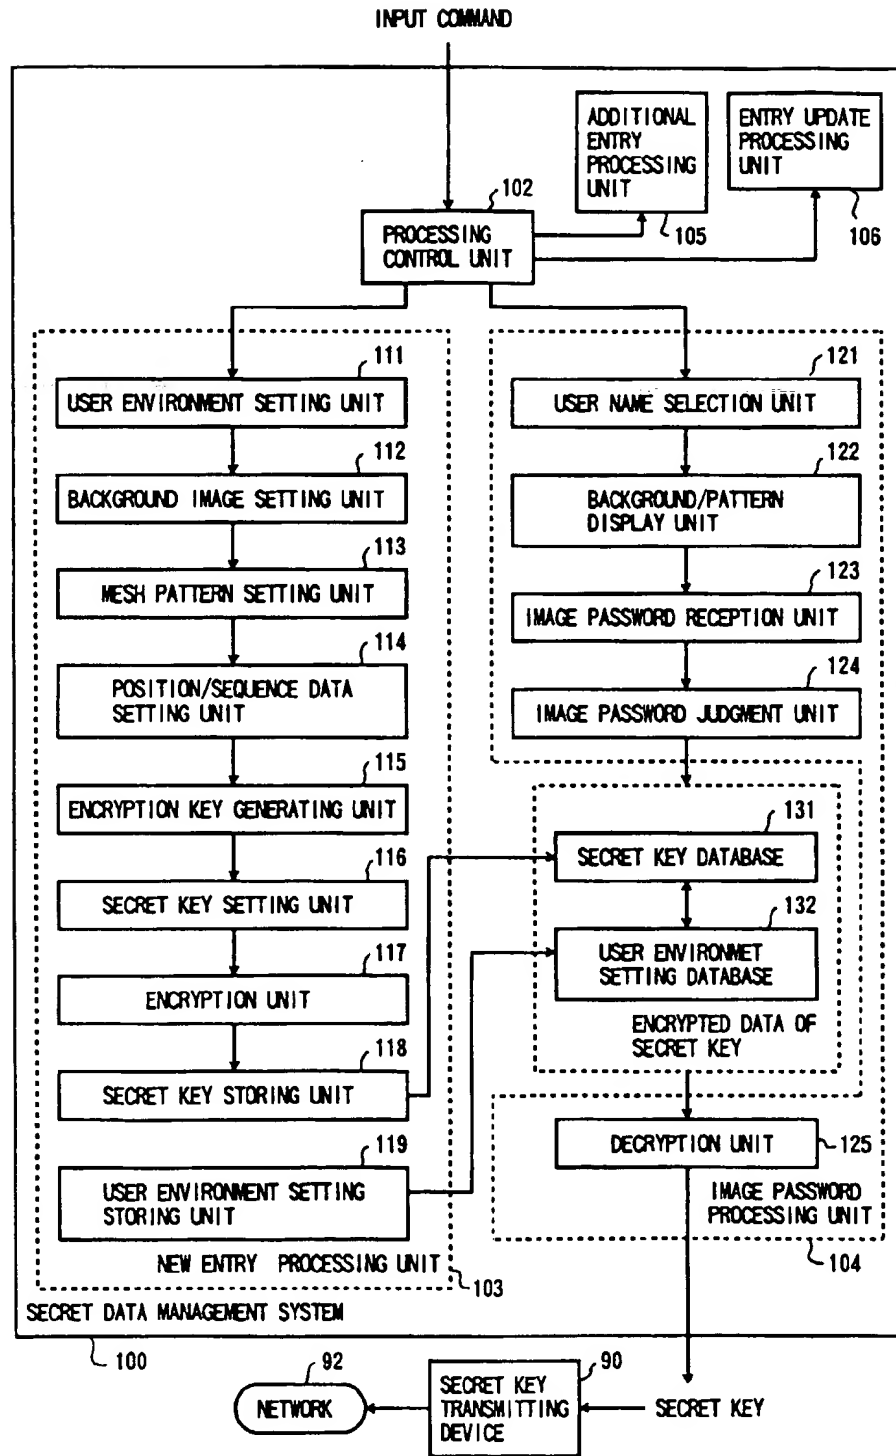 INPUT COMMAND
ADDITIONAL
ENTRY
PROCESSING
UNIT
105
ENTRY UPDATE
PROCESSING
UNIT
106
102
PROCESSING
CONTROL UNIT
111
USER ENVIRONMENT SETTING UNIT
112
BACKGROUND IMAGE SETTING UNIT
113
MESH PATTERN SETTING UNIT
114
POSITION/SEQUENCE DATA
SETTING UNIT
115
ENCRYPTION KEY GENERATING UNIT
116
SECRET KEY SETTING UNIT
117
ENCRYPTION UNIT
118
SECRET KEY STORING UNIT
119
USER ENVIRONMENT SETTING
STORING UNIT
NEW ENTRY PROCESSING UNIT
103
121
USER NAME SELECTION UNIT
122
BACKGROUND/PATTERN
DISPLAY UNIT
123
IMAGE PASSWORD RECEPTION UNIT
124
IMAGE PASSWORD JUDGMENT UNIT
131
SECRET KEY DATABASE
132
USER ENVIRONMET
SETTING DATABASE
ENCRYPTED DATA OF
SECRET KEY
DECRYPTION UNIT
125
IMAGE PASSWORD
PROCESSING UNIT
104
SECRET DATA MANAGEMENT SYSTEM
100
92
NETWORK
90
SECRET KEY
TRANSMITTING
DEVICE
SECRET KEY